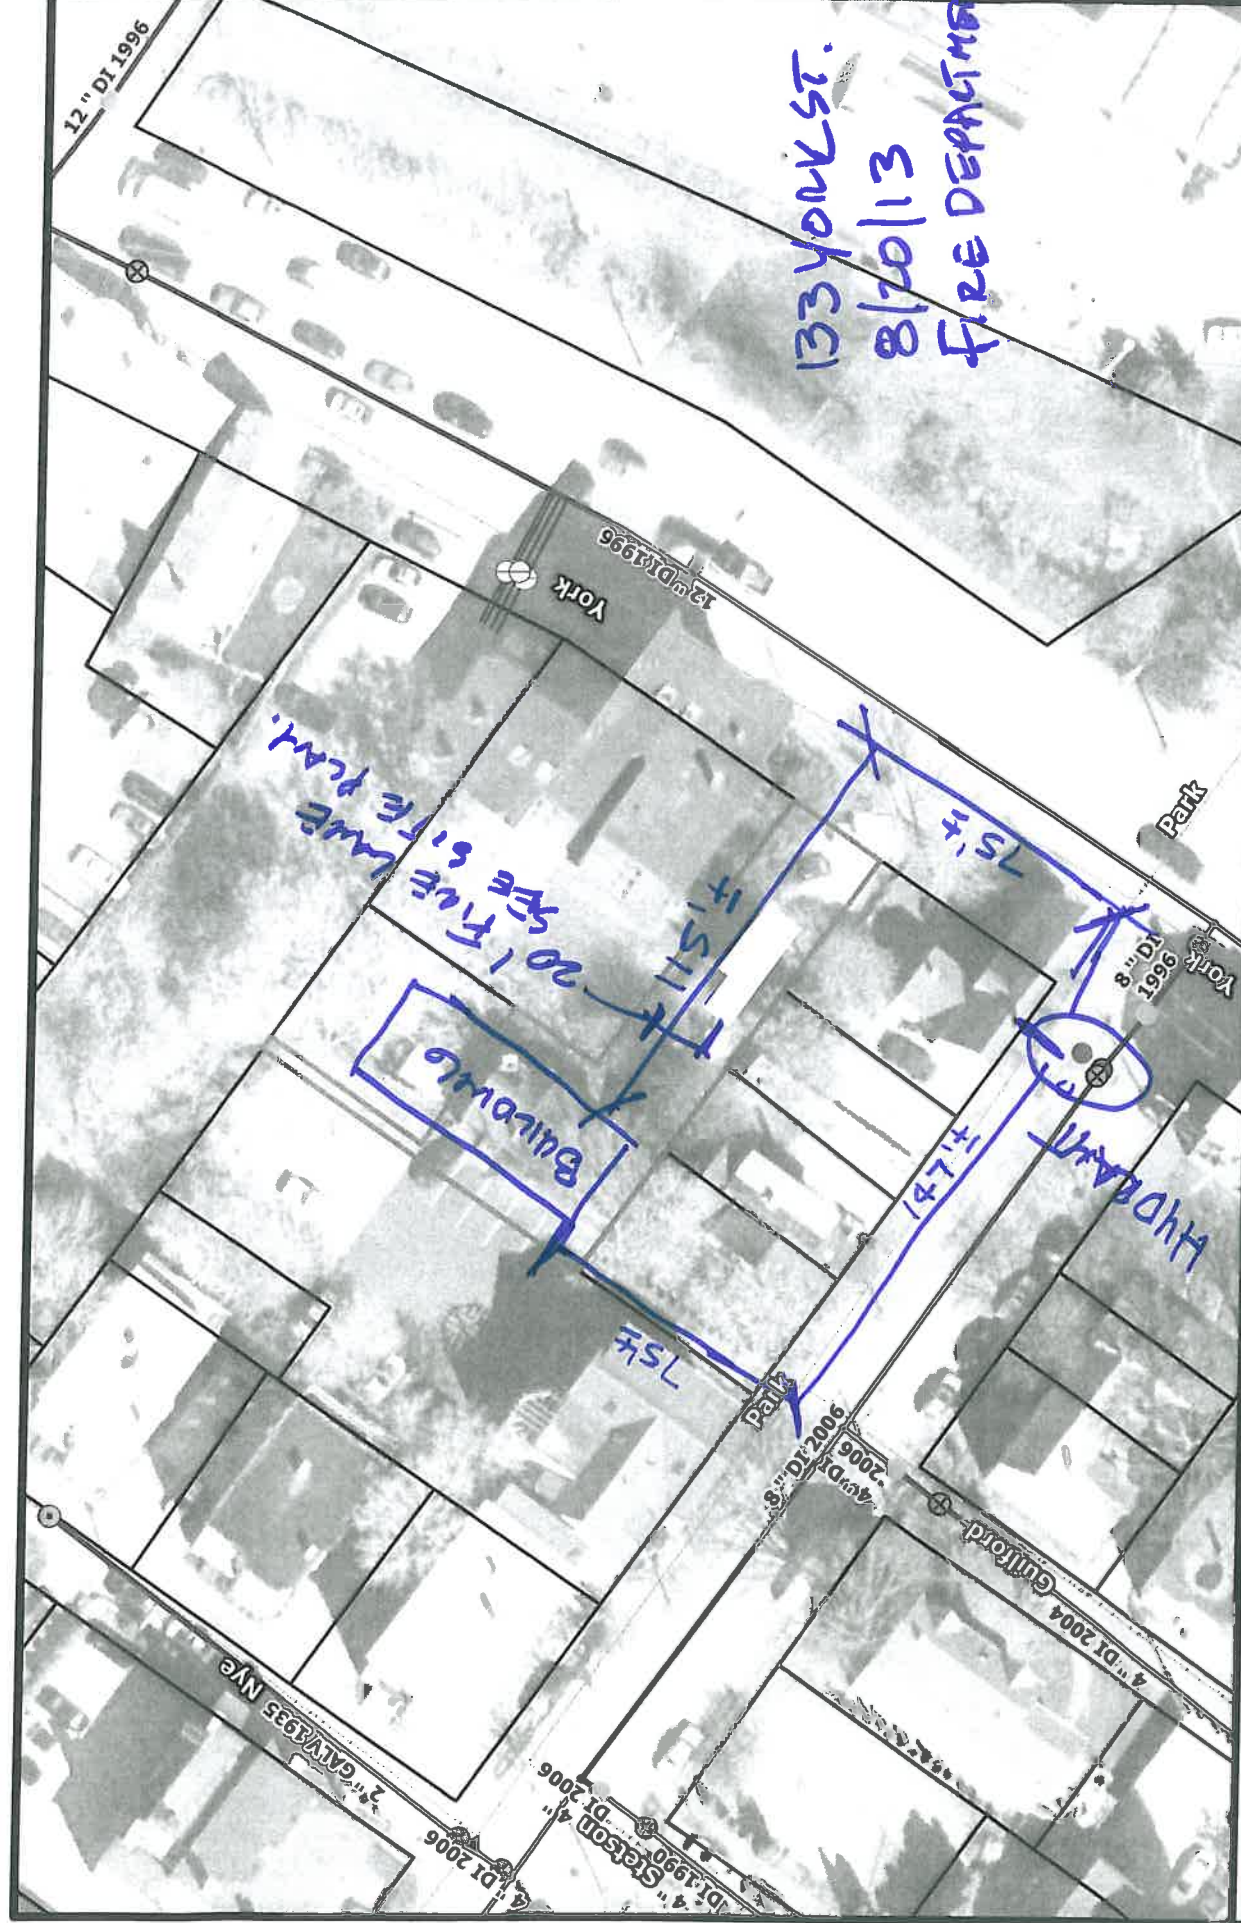 12" DI 1996
133 YORK ST.
8/20/13
FIRE DEPARTME
York
12" DI 1996
20' FIRE LANE
SEE SITE PLAN.
115'±
75'±
Park
8" DI
1996
York
BUILDING
HYDRANT
147'±
75'±
Park
8" DI 2006
4" DI
2006
Guilford
4" DI 2004
Nye
2" GALV 1935
4" DI 2006
4" DI 2006
Stetson
4" DI 1990